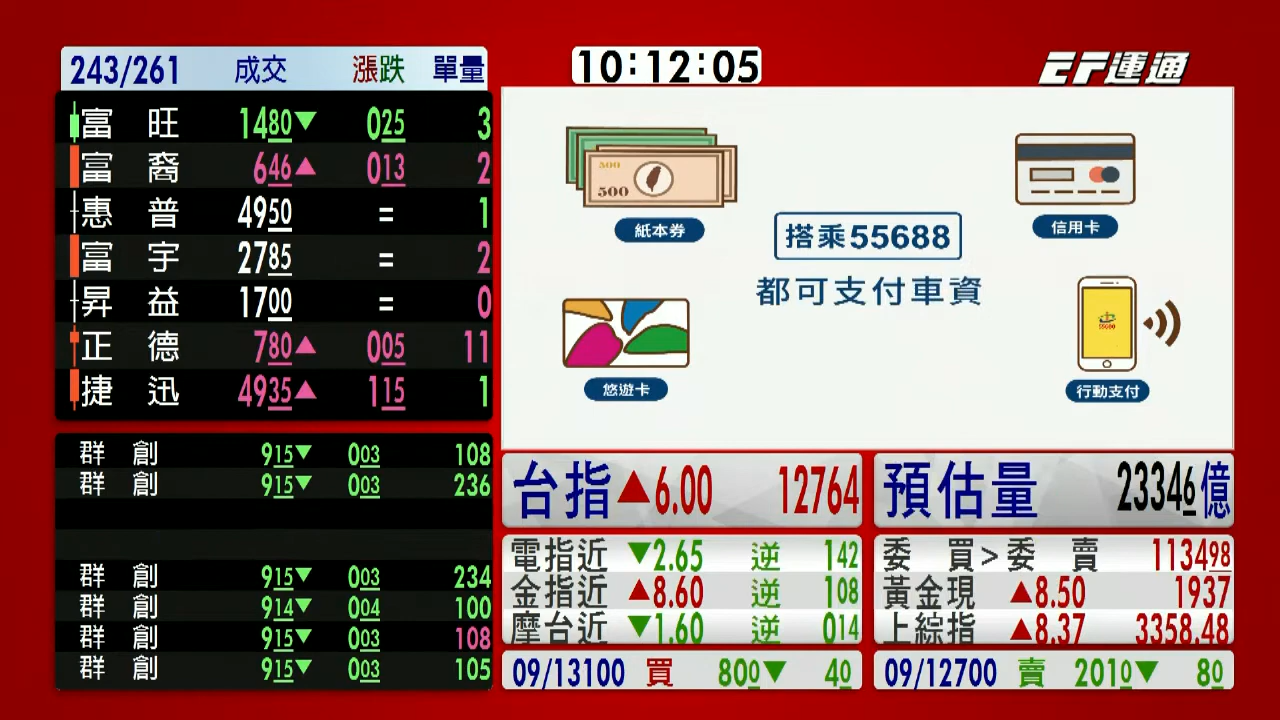 243/261 成交 漲跌 單量
富旺 1480▼ 025 3
富裔 646▲ 013 2
惠普 4950 = 1
富宇 2785 = 2
昇益 1700 = 0
正德 780▲ 005 11
捷迅 4935▲ 115 1
群創 915▼ 003 108
群創 915▼ 003 236
群創 915▼ 003 234
群創 914▼ 004 100
群創 915▼ 003 108
群創 915▼ 003 105
10:12:05
EF運通
500
500
紙本券
信用卡
搭乘55688
都可支付車資
悠遊卡
55688
行動支付
台指▲6.00 12764
預估量 23346億
電指近 ▼2.65 逆 142
金指近 ▲8.60 逆 108
摩台近 ▼1.60 逆 014
委買>委賣 113498
黃金現 ▲8.50 1937
上綜指 ▲8.37 3358.48
09/13100 買 800▼ 40
09/12700 賣 2010▼ 80